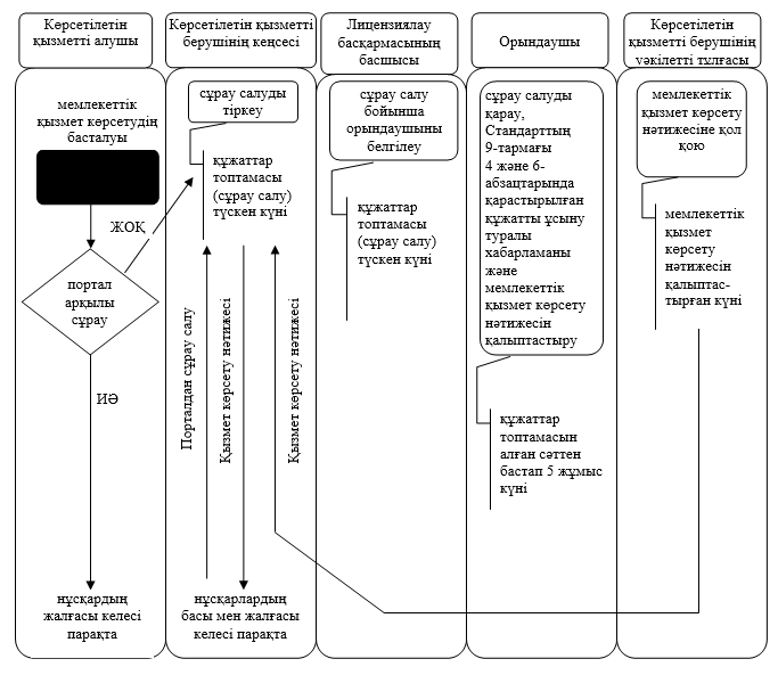 Көрсетілетін
қызметті алушы
Көрсетілетін қызметті
берушінің кеңсесі
Лицензиялау
басқармасының
басшысы
Орындаушы
Көрсетілетін
қызметті берушінің
уәкілетті тұлғасы
мемлекеттік
қызмет көрсетудің
басталуы
ЖОҚ
портал
арқылы
сұрау
ИӘ
нұсқардың
жалғасы келесі
парақта
сұрау салуды
тіркеу
құжаттар
топтамасы
(сұрау салу)
түскен күні
Порталдан сұрау салу
Қызмет көрсету нәтижесі
Қызмет көрсету нәтижесі
нұсқарлардың
басы мен жалғасы
келесі парақта
сұрау салу
бойынша
орындаушыны
белгілеу
құжаттар
топтамасы
(сұрау салу)
түскен күні
сұрау салуды
қарау,
Стандарттың
9-тармағы
4 және 6-
абзацтарында
қарастырылған
құжатты ұсыну
туралы
хабарламаны
және
мемлекеттік
қызмет көрсету
нәтижесін
қалыптастыру
құжаттар
топтамасын
алған сәттен
бастап 5 жұмыс
күні
мемлекеттік
қызмет көрсету
нәтижесіне қол
қою
мемлекеттік
қызмет
көрсету
нәтижесін
қалыптас-
тырған күні